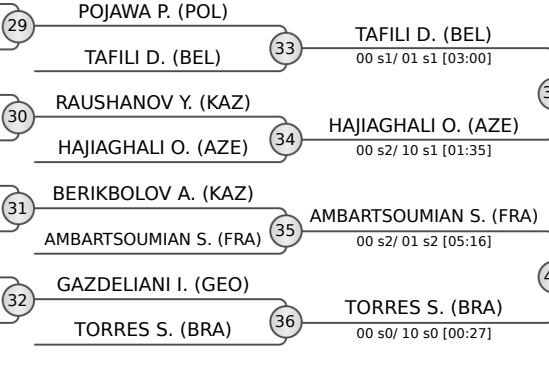 POJAWA P. (POL)
29
TAFILI D. (BEL)
33
TAFILI D. (BEL)
00 s1/ 01 s1 [03:00]
RAUSHANOV Y. (KAZ)
30
HAJIAGHALI O. (AZE)
34
HAJIAGHALI O. (AZE)
00 s2/ 10 s1 [01:35]
BERIKBOLOV A. (KAZ)
31
AMBARTSOUMIAN S. (FRA)
35
AMBARTSOUMIAN S. (FRA)
00 s2/ 01 s2 [05:16]
GAZDELIANI I. (GEO)
32
TORRES S. (BRA)
36
TORRES S. (BRA)
00 s0/ 10 s0 [00:27]